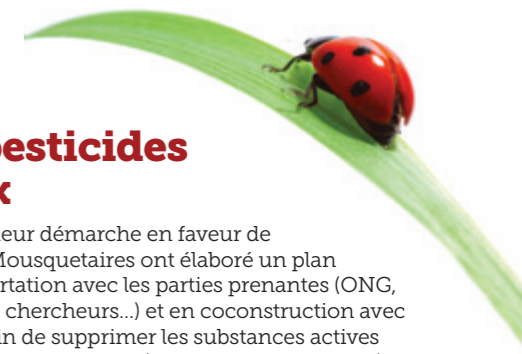 pesticides
x
leur démarche en faveur de
Mousquetaires ont élaboré un plan
ertation avec les parties prenantes (ONG,
chercheurs...) et en coconstruction avec
in de supprimer les substances actives